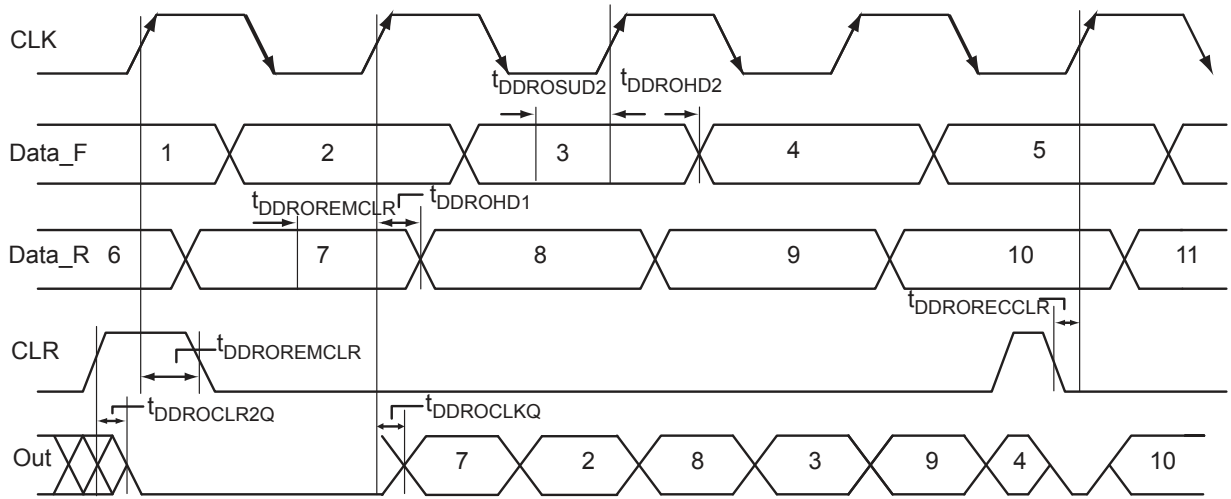 CLK
tDDROSUD2 tDDROHD2
Data_F 1 2 3 4 5
tDDROREMCLR tDDROHD1
Data_R 6 7 8 9 10 11
tDDRORECCLR
CLR tDDROREMCLR
tDDROCLR2Q tDDROCLKQ
Out 7 2 8 3 9 4 10